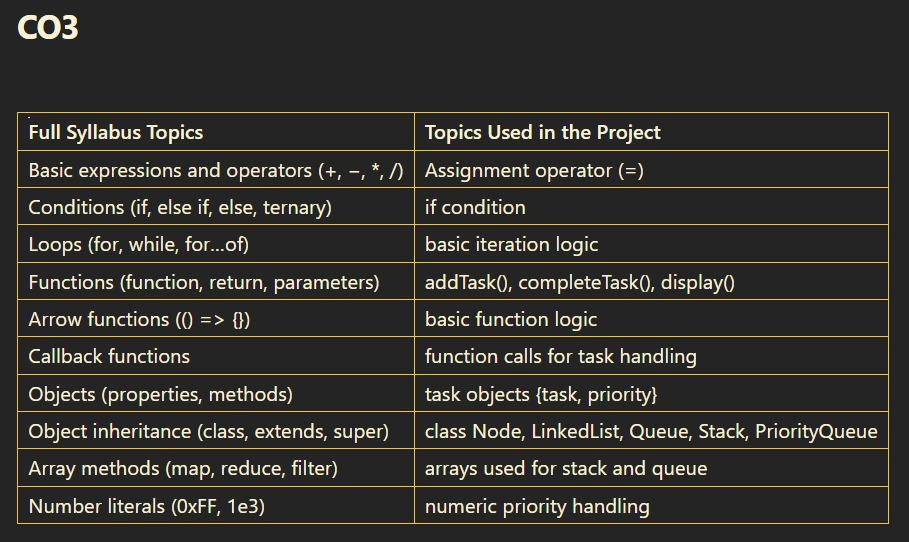 CO3
Full Syllabus Topics Topics Used in the Project
Basic expressions and operators (+, −, *, /) Assignment operator (=)
Conditions (if, else if, else, ternary) if condition
Loops (for, while, for...of) basic iteration logic
Functions (function, return, parameters) addTask(), completeTask(), display()
Arrow functions (() => {}) basic function logic
Callback functions function calls for task handling
Objects (properties, methods) task objects {task, priority}
Object inheritance (class, extends, super) class Node, LinkedList, Queue, Stack, PriorityQueue
Array methods (map, reduce, filter) arrays used for stack and queue
Number literals (0xFF, 1e3) numeric priority handling